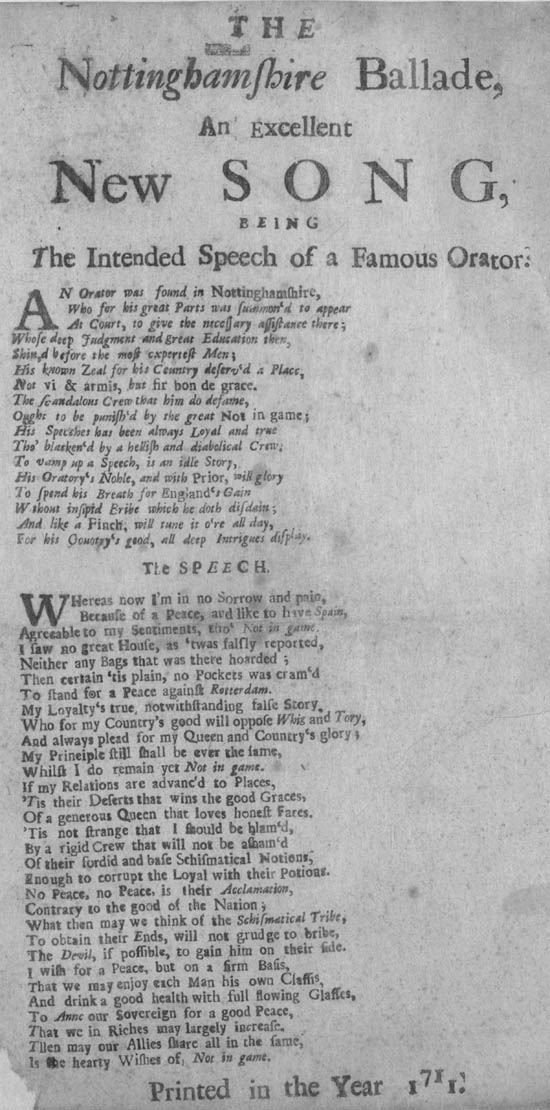 THE
Nottinghamſhire Ballade,
An Excellent
New SONG,
BEING
The Intended Speech of a Famous Orator:
AN Orator was found in Nottinghamſhire,
Who for his great Parts was ſummon'd to appear
At Court, to give the neceſſary aſſiſtance there;
Whoſe deep Judgment and great Education then,
Shin,d before the moſt experteſt Men;
His known Zeal for his Country deſerv'd a Place,
Not vi & armis, but ſir bon de grace.
The ſcandalous Crew that him do defame,
Ought to be puniſh'd by the great Not in game;
His Speeches has been always Loyal and true
Tho' blacken'd by a helliſh and diabolical Crew;
To vamp up a Speech, is an idle Story,
His Oratory's Noble, and with Prior, will glory
To ſpend his Breath for England's Gain
Without inſipid Bribe which he doth diſdain;
And like a Finch, will tune it o're all day,
For his Country's good, all deep Intrigues diſplay.
The SPEECH.
WHereas now I'm in no Sorrow and pain,
Becauſe of a Peace, and like to have Spain,
Agreeable to my Sentiments, tho' Not in game.
I ſaw no great Houſe, as 'twas falſly reported,
Neither any Bags that was there hoarded;
Then certain 'tis plain, no Pockets was cram'd
To ſtand for a Peace againſt Rotterdam.
My Loyalty's true, notwithſtanding falſe Story,
Who for my Country's good will oppoſe Whig and Tory,
And always plead for my Queen and Country's glory;
My Principle ſtill ſhall be ever the ſame,
Whilſt I do remain yet Not in game.
If my Relations are advanc'd to Places,
'Tis their Deſerts that wins the good Graces,
Of a generous Queen that loves honeſt Faces.
'Tis not ſtrange that I ſhould be blam'd,
By a rigid Crew that will not be aſham'd
Of their ſordid and baſe Schiſmatical Notions,
Enough to corrupt the Loyal with their Potions.
No Peace, no Peace, is their Acclamation,
Contrary to the good of the Nation;
What then may we think of the Schiſmatical Tribe,
To obtain their Ends, will not grudge to bribe,
The Devil, if poſſible, to gain him on their ſide.
I wiſh for a Peace, but on a firm Baſis,
That we may enjoy each Man his own Claſſis,
And drink a good health with full flowing Glaſſes,
To Anne our Sovereign for a good Peace,
That we in Riches may largely increaſe.
Then may our Allies ſhare all in the ſame,
Is the hearty Wiſhes of, Not in game.
Printed in the Year 1711.